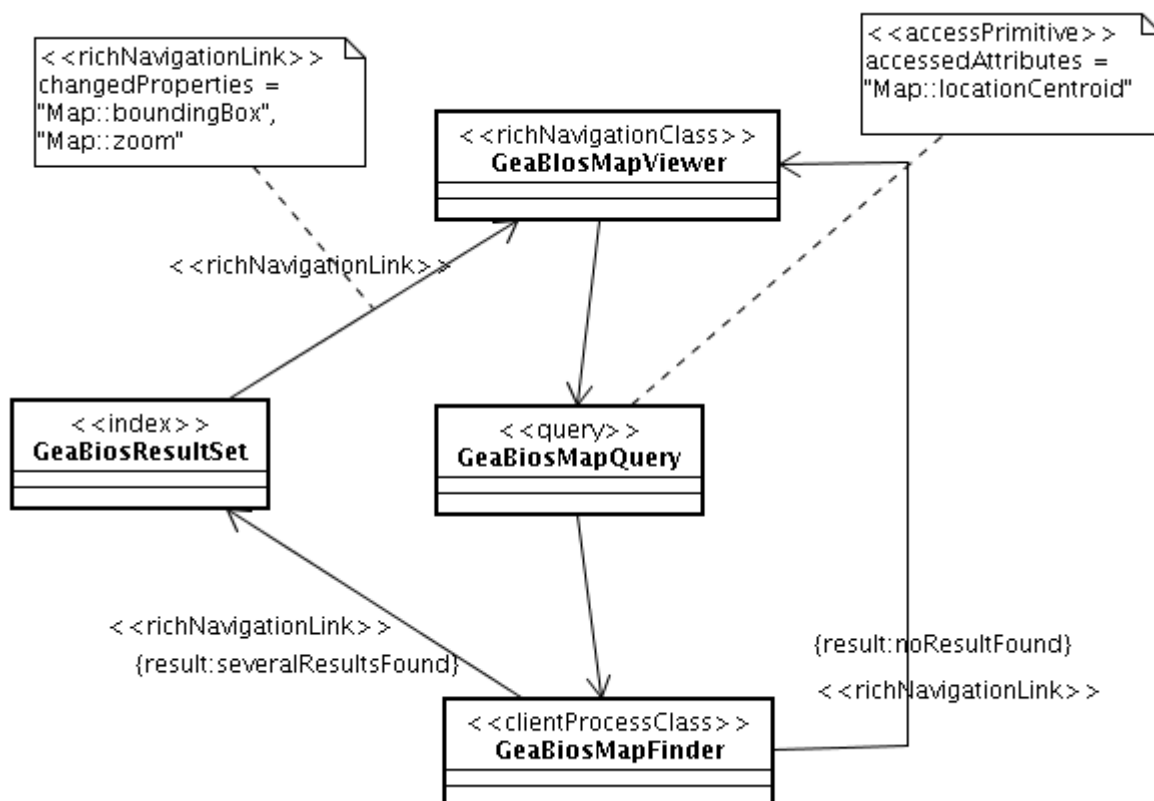 <<richNavigationLink>>
changedProperties =
"Map::boundingBox",
"Map::zoom"
<<accessPrimitive>>
accessedAttributes =
"Map::locationCentroid"
<<richNavigationClass>>
GeaBIosMapViewer
<<richNavigationLink>>
<<index>>
GeaBiosResultSet
<<query>>
GeaBiosMapQuery
<<richNavigationLink>>
{result:severalResultsFound}
{result:noResultFound}
<<richNavigationLink>>
<<clientProcessClass>>
GeaBiosMapFinder